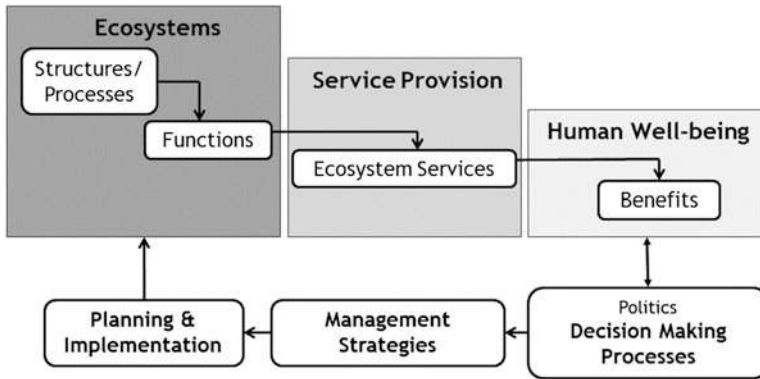 Ecosystems
Structures/
Processes
Functions
Service Provision
Ecosystem Services
Human Well-being
Benefits
Planning &
Implementation
Management
Strategies
Politics
Decision Making
Processes